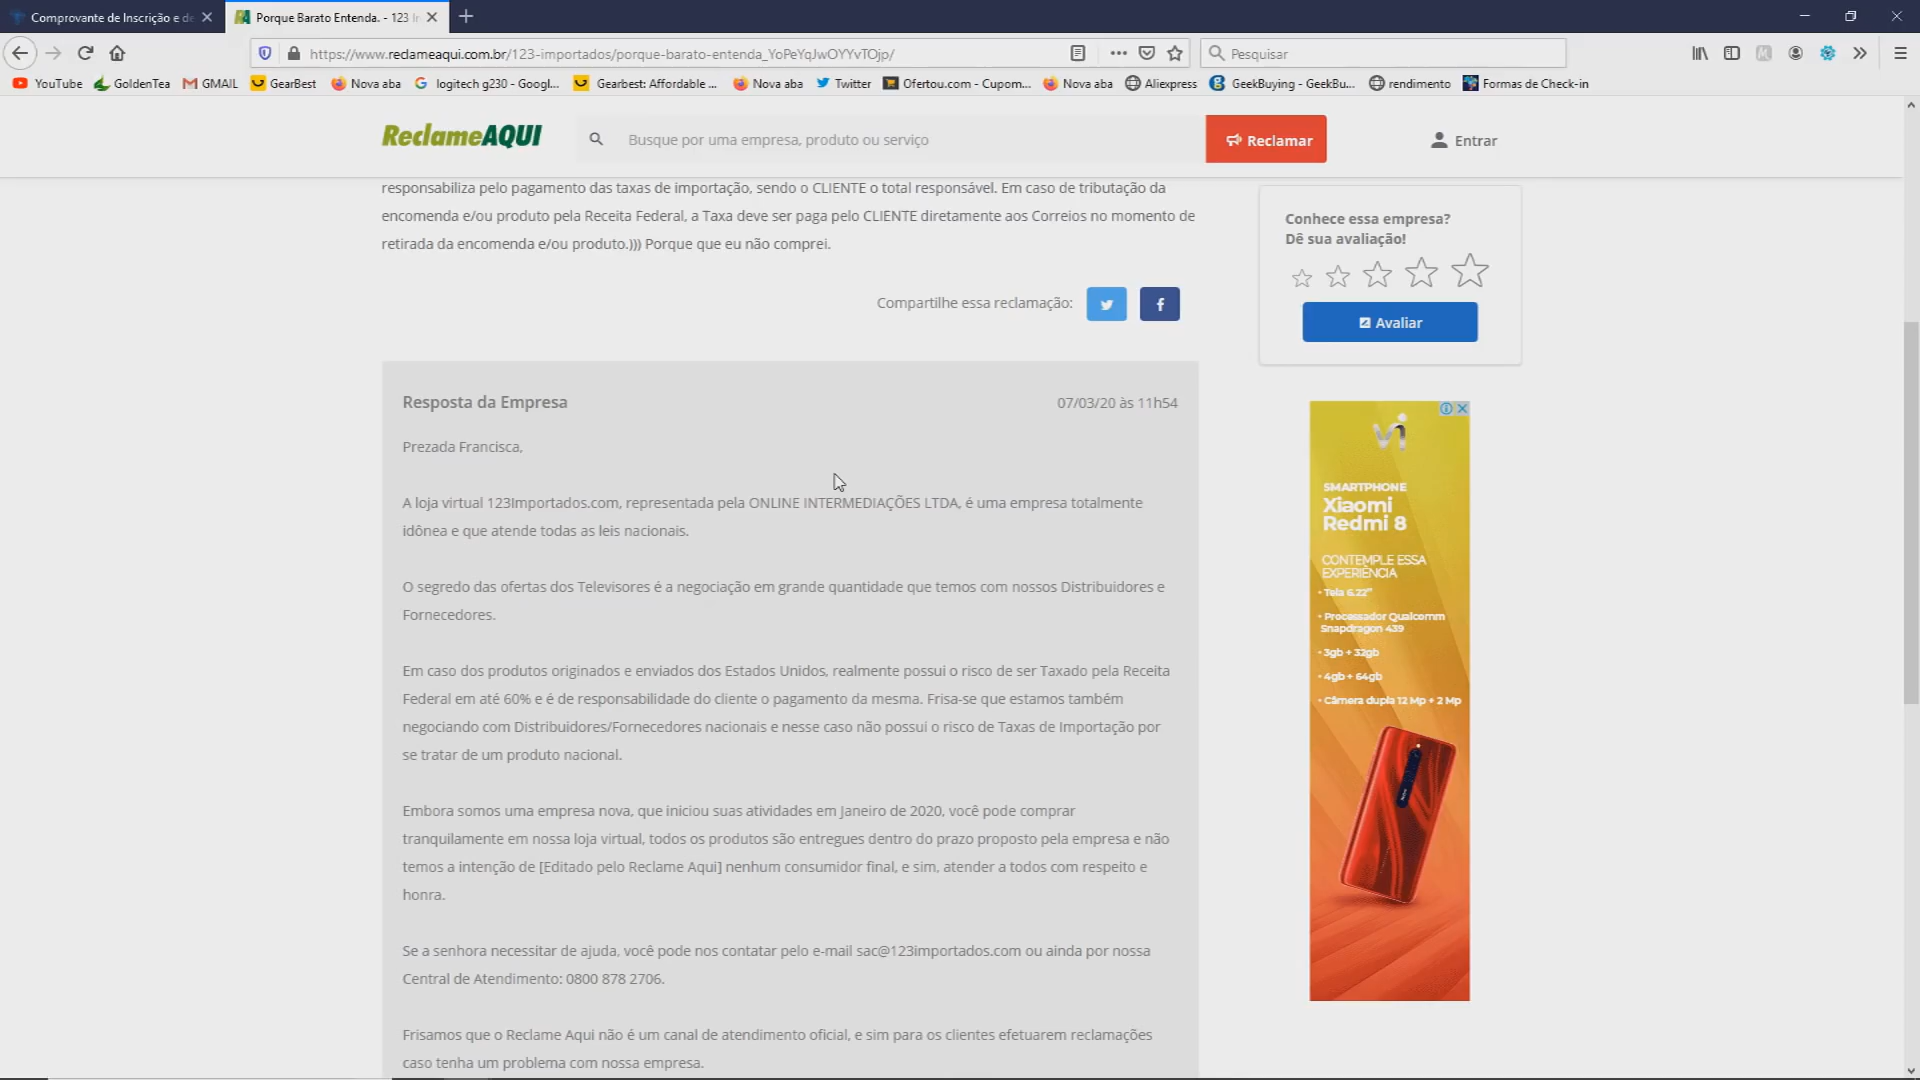 Comprovante de Inscrição e de
Porque Barato Entenda. - 123 I
https://www.reclameaqui.com.br/123-importados/porque-barato-entenda_YoPeYqJwOYYvTOjp/
Pesquisar
YouTube GoldenTea GMAIL GearBest Nova aba logitech g230 - Googl... Gearbest: Affordable ... Nova aba Twitter Ofertou.com - Cupom... Nova aba Aliexpress GeekBuying - GeekBu... rendimento Formas de Check-in
ReclameAQUI
Busque por uma empresa, produto ou serviço
Reclamar
Entrar
responsabiliza pelo pagamento das taxas de importação, sendo o CLIENTE o total responsável. Em caso de tributação da
encomenda e/ou produto pela Receita Federal, a Taxa deve ser paga pelo CLIENTE diretamente aos Correios no momento de
retirada da encomenda e/ou produto.))) Porque que eu não comprei.
Compartilhe essa reclamação:
Conhece essa empresa?
Dê sua avaliação!
Avaliar
Resposta da Empresa
07/03/20 às 11h54
Prezada Francisca,
A loja virtual 123Importados.com, representada pela ONLINE INTERMEDIAÇÕES LTDA, é uma empresa totalmente
idônea e que atende todas as leis nacionais.
O segredo das ofertas dos Televisores é a negociação em grande quantidade que temos com nossos Distribuidores e
Fornecedores.
Em caso dos produtos originados e enviados dos Estados Unidos, realmente possui o risco de ser Taxado pela Receita
Federal em até 60% e é de responsabilidade do cliente o pagamento da mesma. Frisa-se que estamos também
negociando com Distribuidores/Fornecedores nacionais e nesse caso não possui o risco de Taxas de Importação por
se tratar de um produto nacional.
Embora somos uma empresa nova, que iniciou suas atividades em Janeiro de 2020, você pode comprar
tranquilamente em nossa loja virtual, todos os produtos são entregues dentro do prazo proposto pela empresa e não
temos a intenção de [Editado pelo Reclame Aqui] nenhum consumidor final, e sim, atender a todos com respeito e
honra.
Se a senhora necessitar de ajuda, você pode nos contatar pelo e-mail sac@123importados.com ou ainda por nossa
Central de Atendimento: 0800 878 2706.
Frisamos que o Reclame Aqui não é um canal de atendimento oficial, e sim para os clientes efetuarem reclamações
caso tenha um problema com nossa empresa.
vi
SMARTPHONE
Xiaomi
Redmi 8
CONTEMPLE ESSA
EXPERIÊNCIA
• Tela 6.22"
• Processador Qualcomm
Snapdragon 439
• 3gb + 32gb
• 4gb + 64gb
• Câmera dupla 12 Mp + 2 Mp